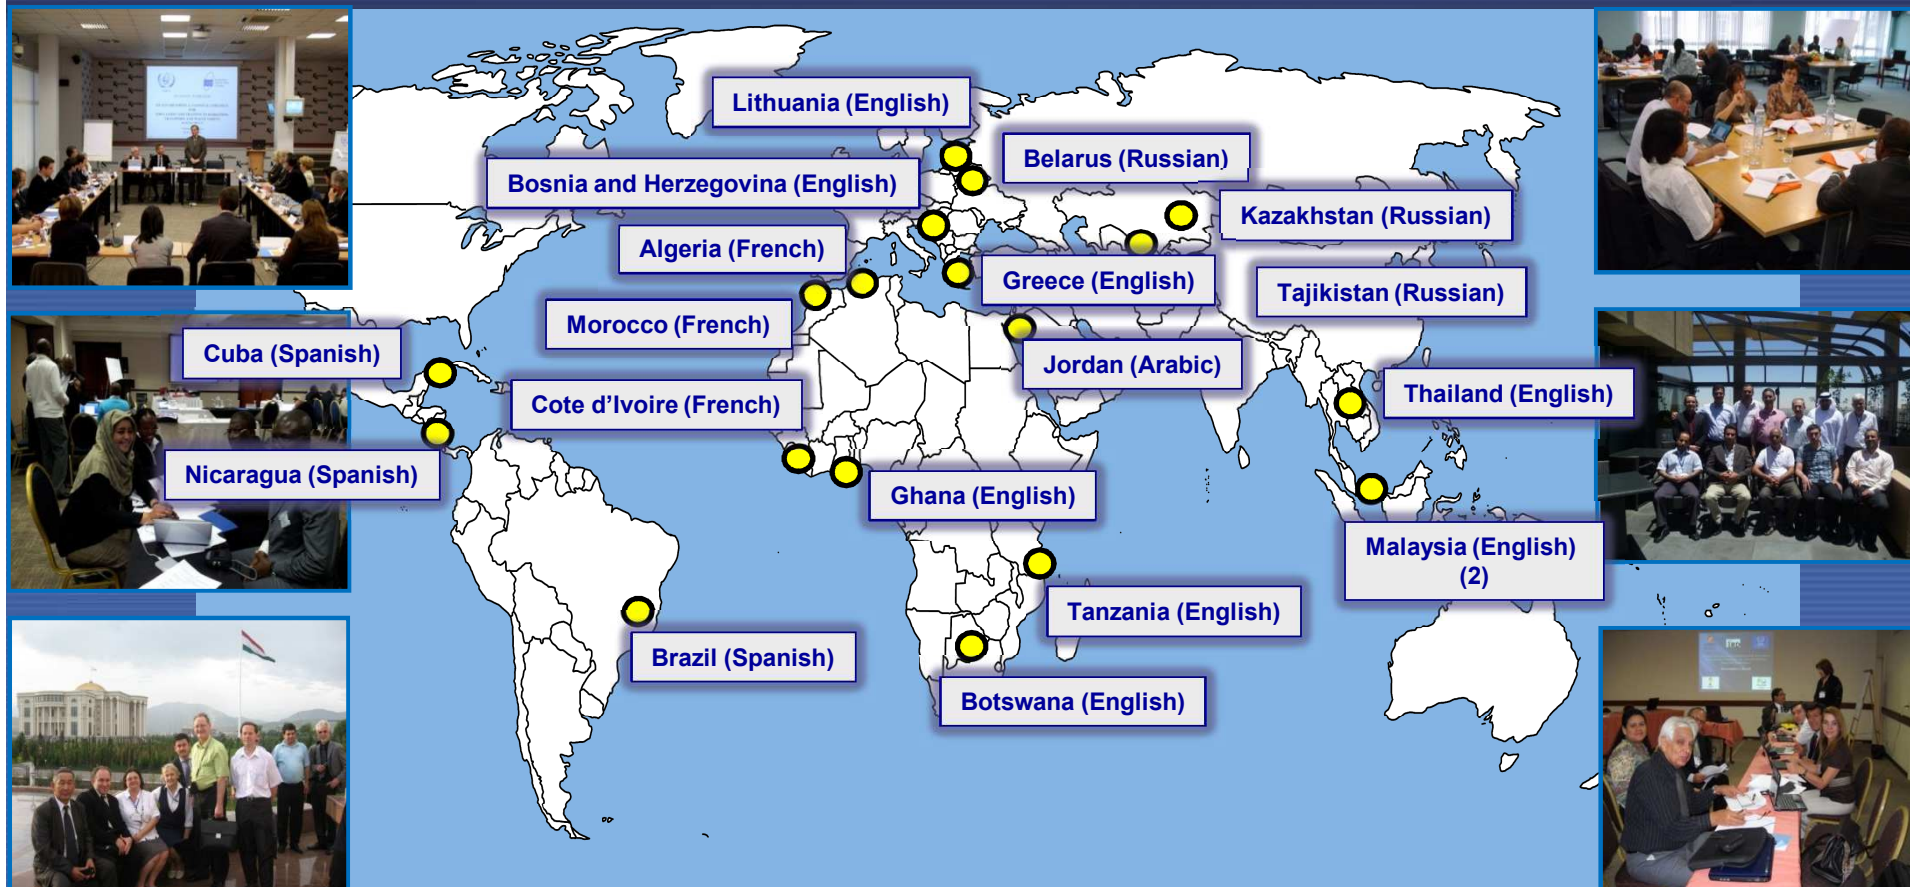 Lithuania (English)
Belarus (Russian)
Bosnia and Herzegovina (English)
Kazakhstan (Russian)
Algeria (French)
Greece (English)
Tajikistan (Russian)
Morocco (French)
Cuba (Spanish)
Jordan (Arabic)
Thailand (English)
Cote d’Ivoire (French)
Nicaragua (Spanish)
Ghana (English)
Malaysia (English)
(2)
Tanzania (English)
Brazil (Spanish)
Botswana (English)